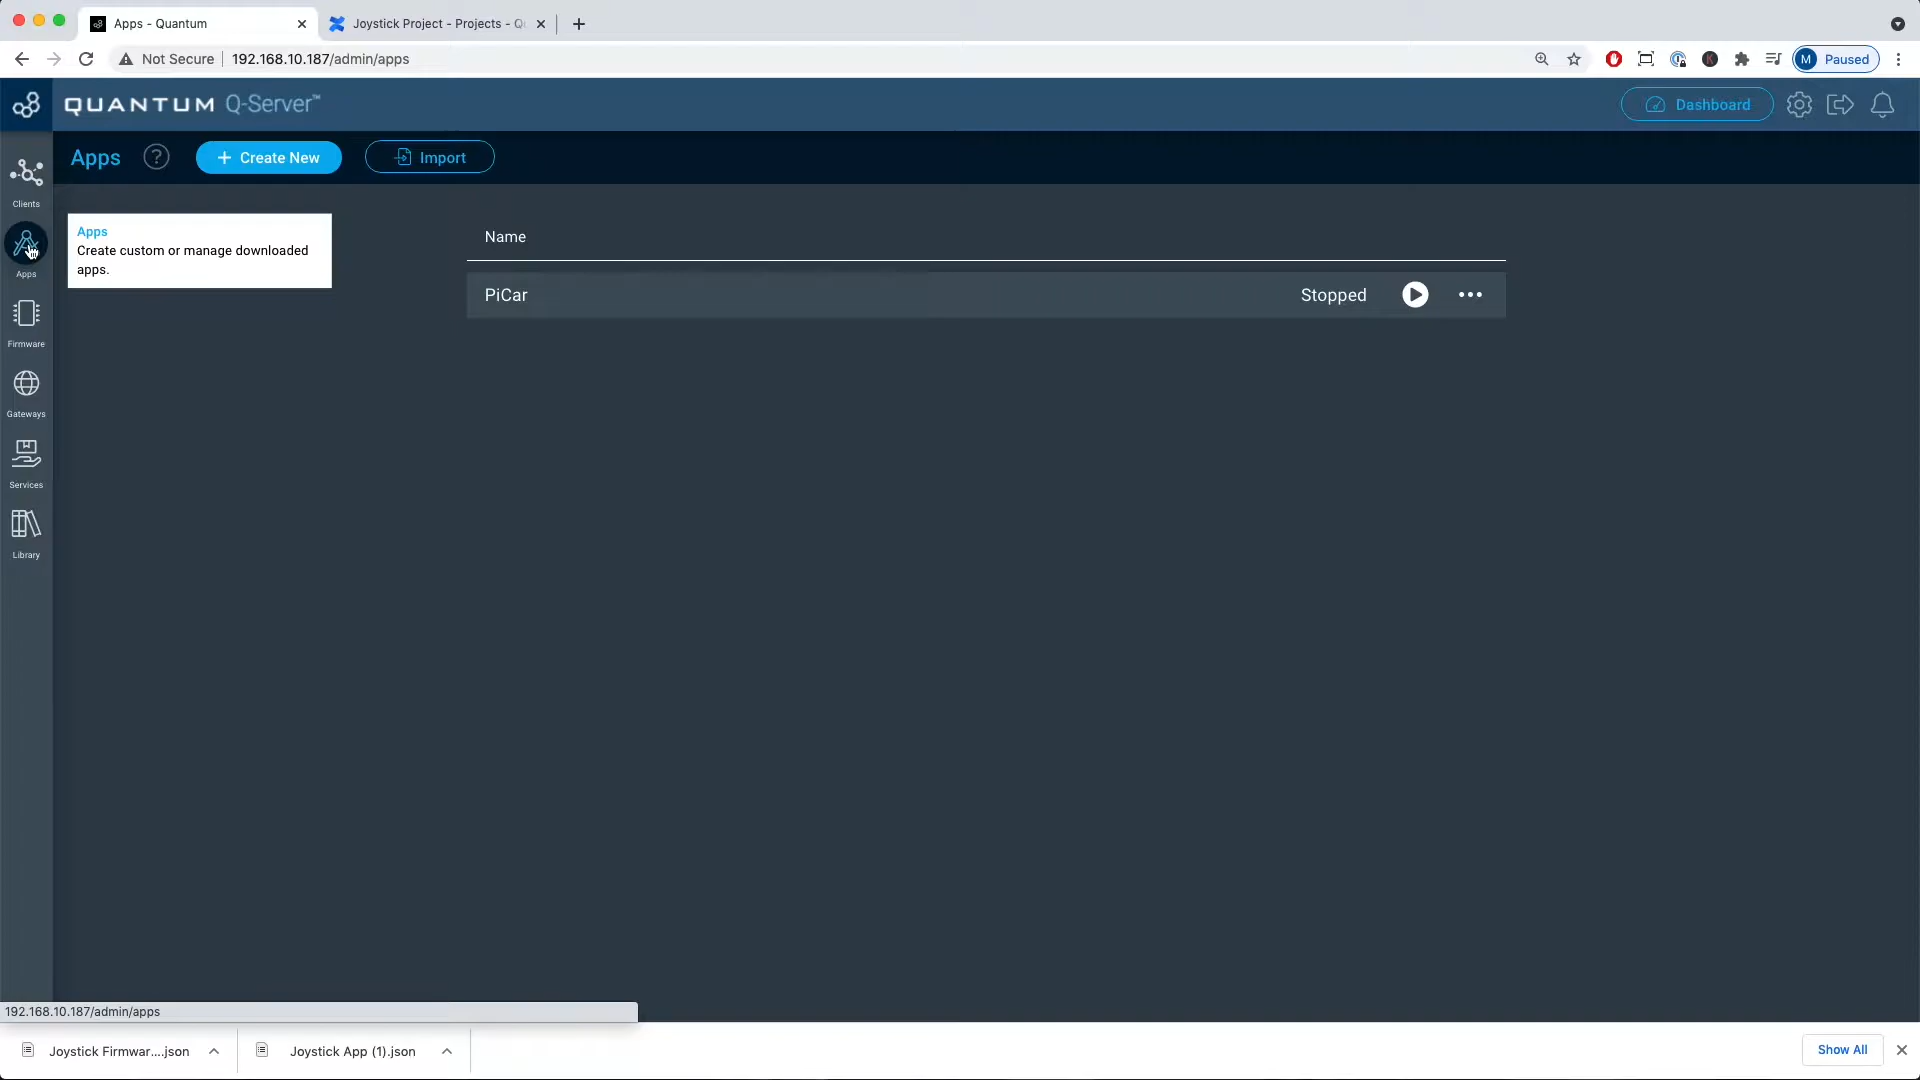 Apps - Quantum
Joystick Project - Projects - Qu
Not Secure
192.168.10.187/admin/apps
M
Paused
QUANTUM Q-Server™
Dashboard
Apps
?
+ Create New
Import
Clients
Apps
Firmware
Gateways
Services
Library
Apps
Create custom or manage downloaded
apps.
Name
PiCar
Stopped
192.168.10.187/admin/apps
Joystick Firmwar....json
Joystick App (1).json
Show All